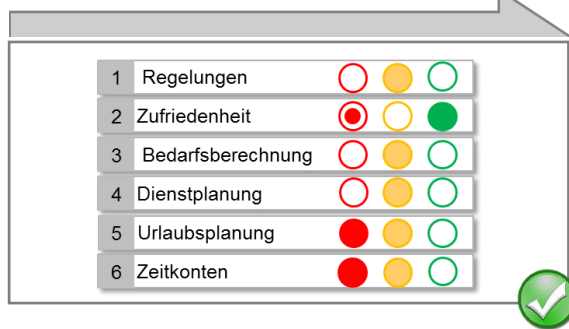 1 Regelungen
2 Zufriedenheit
3 Bedarfsberechnung
4 Dienstplanung
5 Urlaubsplanung
6 Zeitkonten